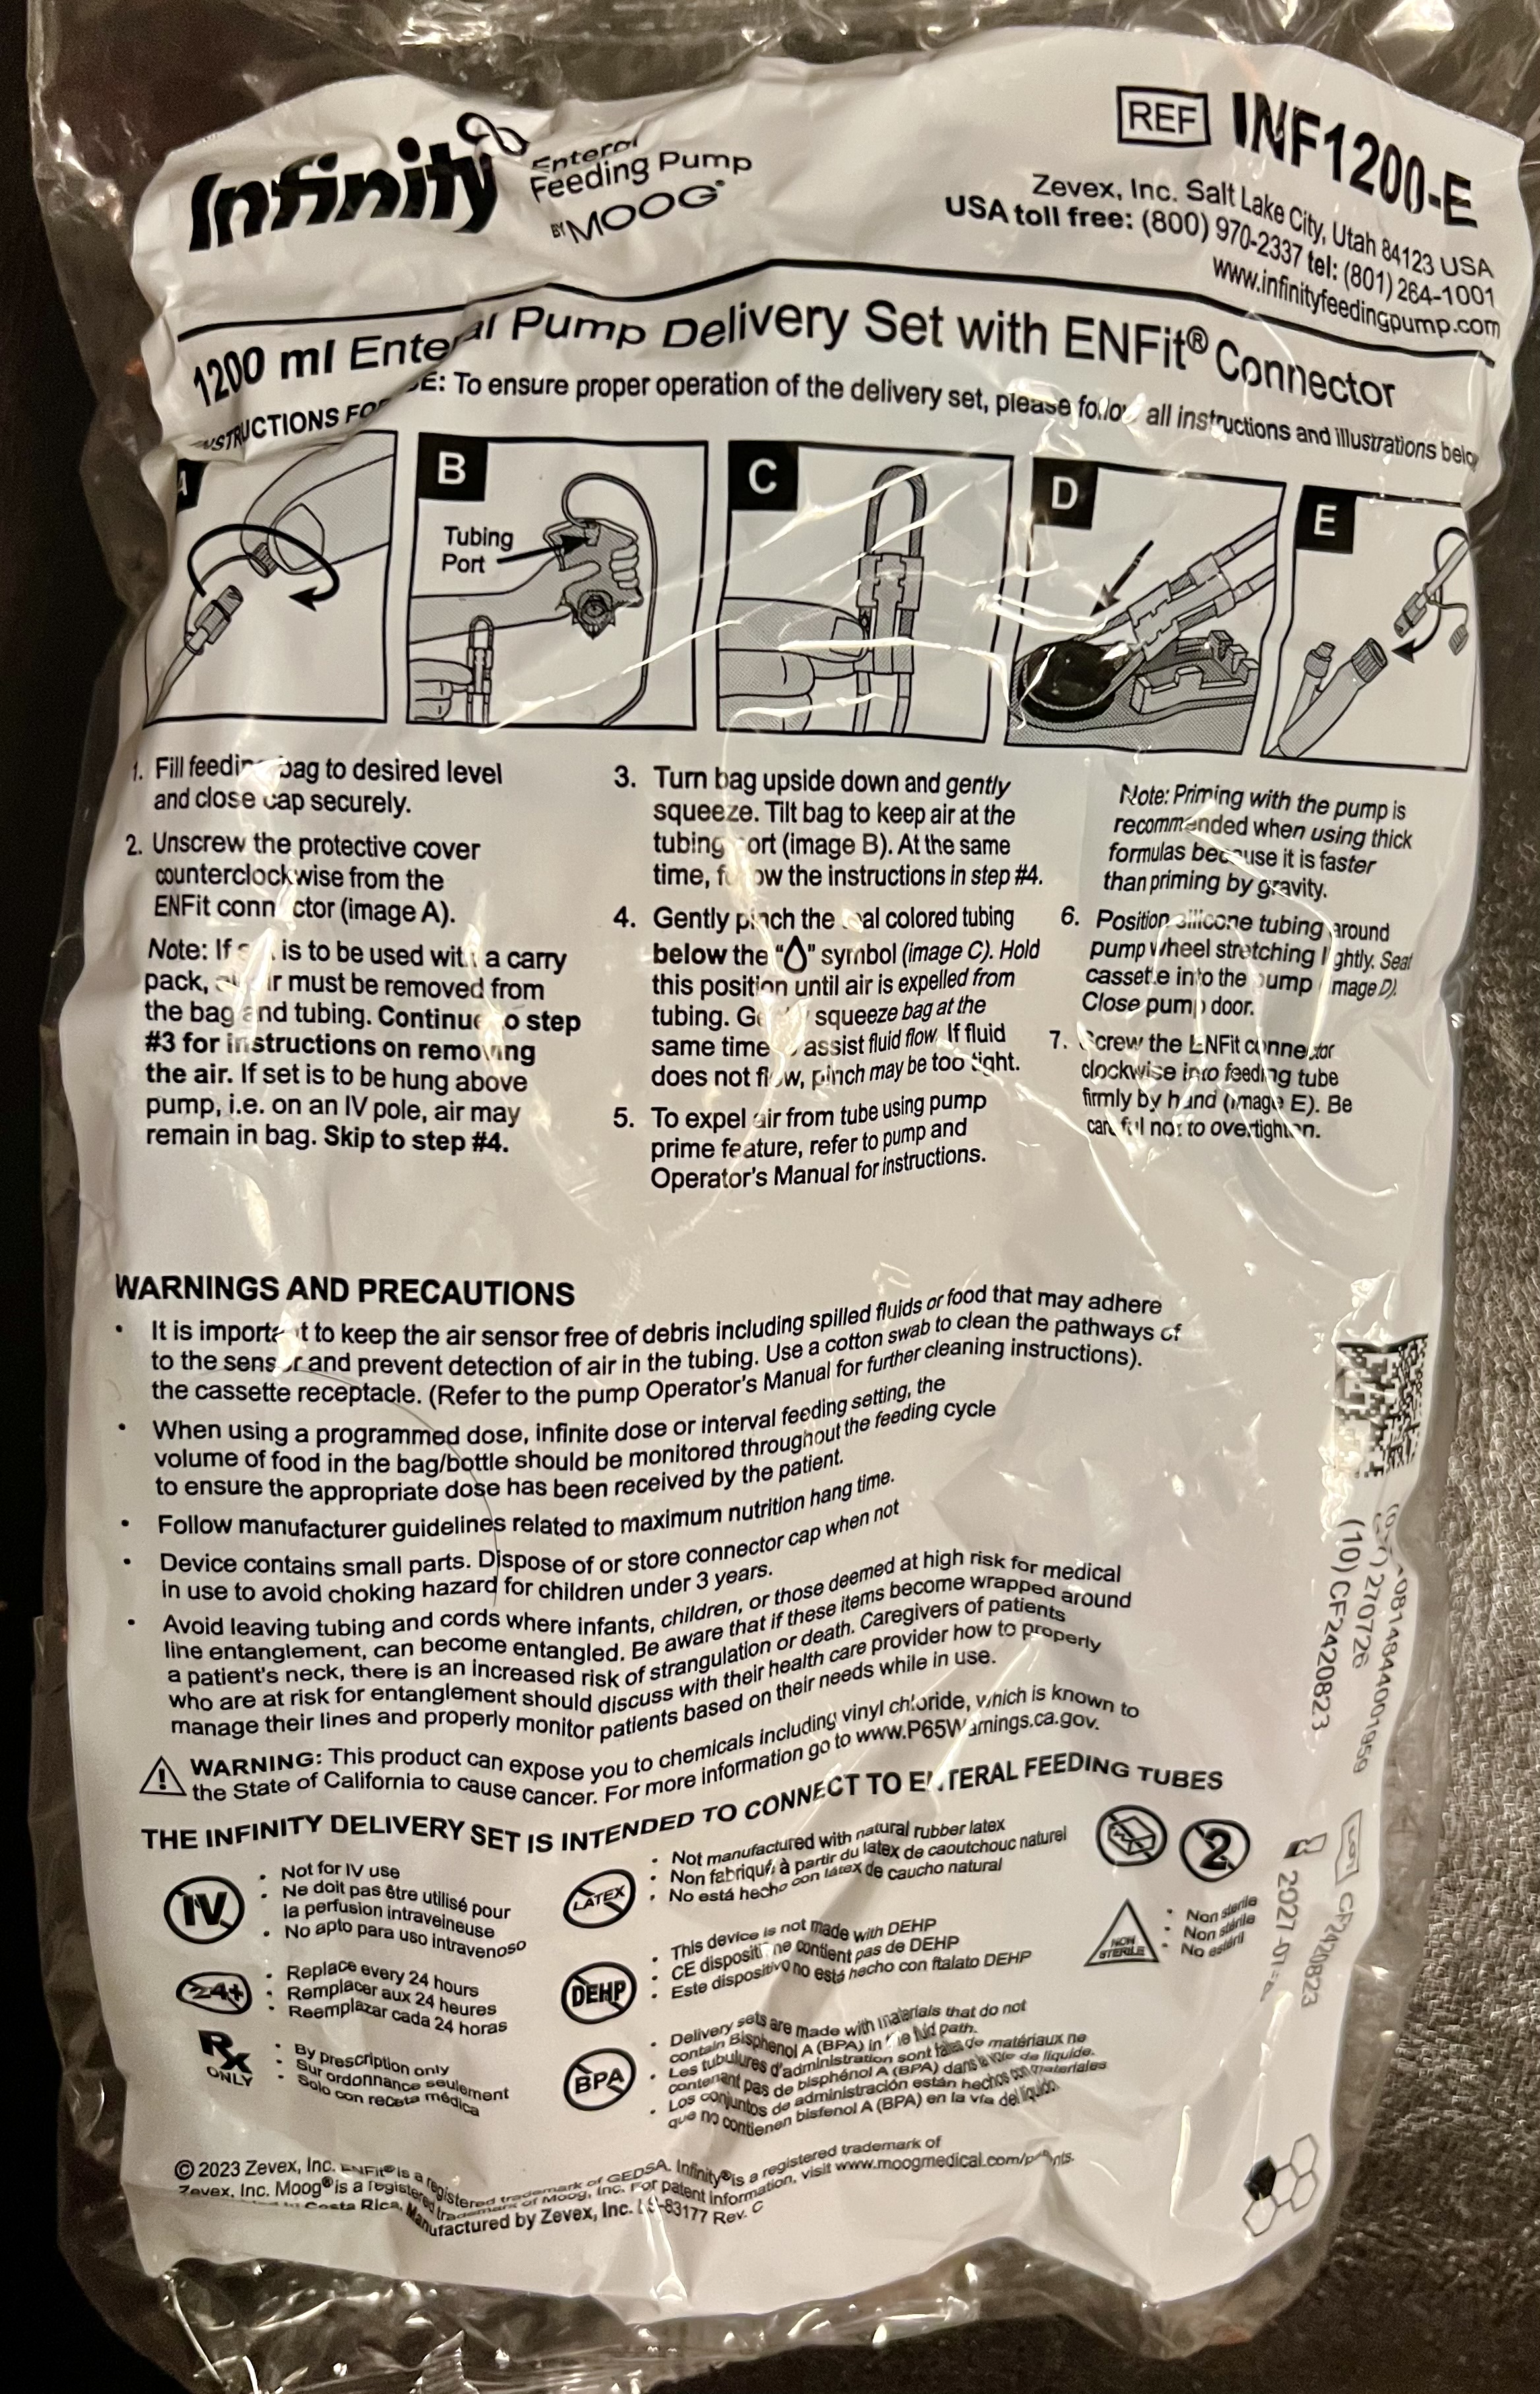 Infinity
Enteral
Feeding Pump
BY MOOG
REF INF1200-E
Zevex, Inc. Salt Lake City, Utah 84123 USA
USA toll free: (800) 970-2337 tel: (801) 264-1001
www.infinityfeedingpump.com
1200 ml Enteral Pump Delivery Set with ENFit® Connector
To ensure proper operation of the delivery set, please follow all instructions and illustrations
A
B
Tubing
Port
C
D
E
1. Fill feeding bag to desired level
and close cap securely.
2. Unscrew the protective cover
counterclockwise from the
ENFit connector (image A).
Note: If set is to be used with a carry
pack, all air must be removed from
the bag and tubing. Continue to step
#3 for instructions on removing
the air. If set is to be hung above
pump, i.e. on an IV pole, air may
remain in bag. Skip to step #4.
3. Turn bag upside down and gently
squeeze. Tilt bag to keep air at the
tubing port (image B). At the same
time, follow the instructions in step #4.
4. Gently pinch the teal colored tubing
below the “ ” symbol (image C). Hold
this position until air is expelled from
tubing. Gently squeeze bag at the
same time to assist fluid flow. If fluid
does not flow, pinch may be too tight.
5. To expel air from tube using pump
prime feature, refer to pump and
Operator's Manual for instructions.
Note: Priming with the pump is
recommended when using thick
formulas because it is faster
than priming by gravity.
6. Position silicone tubing around
pump wheel stretching lightly. Seat
cassette into the pump (image D).
Close pump door.
7. Screw the ENFit connector
clockwise into feeding tube
firmly by hand (image E). Be
careful not to overtighten.
WARNINGS AND PRECAUTIONS
• It is important to keep the air sensor free of debris including spilled fluids or food that may adhere
to the sensor and prevent detection of air in the tubing. Use a cotton swab to clean the pathways of
the cassette receptacle. (Refer to the pump Operator's Manual for further cleaning instructions).
• When using a programmed dose, infinite dose or interval feeding setting, the
volume of food in the bag/bottle should be monitored throughout the feeding cycle
to ensure the appropriate dose has been received by the patient.
• Follow manufacturer guidelines related to maximum nutrition hang time.
• Device contains small parts. Dispose of or store connector cap when not
in use to avoid choking hazard for children under 3 years.
• Avoid leaving tubing and cords where infants, children, or those deemed at high risk for medical
line entanglement, can become entangled. Be aware that if these items become wrapped around
a patient's neck, there is an increased risk of strangulation or death. Caregivers of patients
who are at risk for entanglement should discuss with their health care provider how to properly
manage their lines and properly monitor patients based on their needs while in use.
WARNING: This product can expose you to chemicals including vinyl chloride, which is known to
the State of California to cause cancer. For more information go to www.P65Warnings.ca.gov.
THE INFINITY DELIVERY SET IS INTENDED TO CONNECT TO ENTERAL FEEDING TUBES
IV
• Not for IV use
• Ne doit pas être utilisé pour
la perfusion intraveineuse
• No apto para uso intravenoso
24+
• Replace every 24 hours
• Remplacer aux 24 heures
• Reemplazar cada 24 horas
Rx
ONLY
• By prescription only
• Sur ordonnance seulement
• Solo con receta médica
LATEX
• Not manufactured with natural rubber latex
• Non fabriqué à partir du latex de caoutchouc naturel
• No está hecho con látex de caucho natural
DEHP
• This device is not made with DEHP
• CE dispositif ne contient pas de DEHP
• Este dispositivo no está hecho con ftalato DEHP
BPA
• Delivery sets are made with materials that do not
contain Bisphenol A (BPA) in the fluid path.
• Les tubulures d'administration sont faites de matériaux ne
contenant pas de bisphénol A (BPA) dans la voie de liquide.
• Los conjuntos de administración están hechos con materiales
que no contienen bisfenol A (BPA) en la vía del líquido.
2
NON
STERILE
• Non sterile
• Non stérile
• No estéril
270726
(10) CF2420823
LOT CF2420823
© 2023 Zevex, Inc. ENFit® is a registered trademark of GEDSA. Infinity® is a registered trademark of
Zevex, Inc. Moog® is a registered trademark of Moog, Inc. For patent information, visit www.moogmedical.com/patents.
in Costa Rica. Manufactured by Zevex, Inc. Rev. C